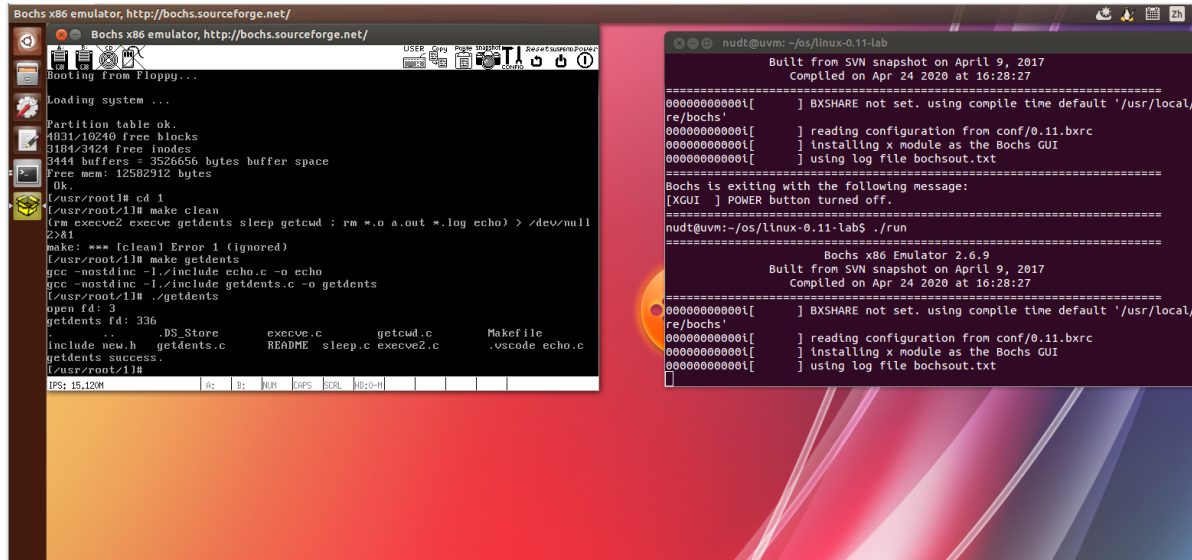 Bochs x86 emulator, http://bochs.sourceforge.net/
Zh
Bochs x86 emulator, http://bochs.sourceforge.net/
A: B: CD USER Copy Paste snapshot Reset SUSPEND Power
CONFIG
Booting from Floppy...
Loading system ...
Partition table ok.
4831/10240 free blocks
3184/3424 free inodes
3444 buffers = 3526656 bytes buffer space
Free mem: 12582912 bytes
Ok.
[/usr/root]# cd 1
[/usr/root/1]# make clean
(rm execve2 execve getdents sleep getcwd ; rm *.o a.out *.log echo) > /dev/null
2>&1
make: *** [clean] Error 1 (ignored)
[/usr/root/1]# make getdents
gcc -nostdinc -I./include echo.c -o echo
gcc -nostdinc -I./include getdents.c -o getdents
[/usr/root/1]# ./getdents
open fd: 3
getdents fd: 336
. .. .DS_Store execve.c getcwd.c Makefile
include new.h getdents.c README sleep.c execve2.c .vscode echo.c
getdents success.
[/usr/root/1]#
IPS: 15,120M A: B: NUM CAPS SCRL HD:0-M
nudt@uvm: ~/os/linux-0.11-lab
Built from SVN snapshot on April 9, 2017
Compiled on Apr 24 2020 at 16:28:27
========================================================================
00000000000i[ ] BXSHARE not set. using compile time default '/usr/local/
re/bochs'
00000000000i[ ] reading configuration from conf/0.11.bxrc
00000000000i[ ] installing x module as the Bochs GUI
00000000000i[ ] using log file bochsout.txt
========================================================================
Bochs is exiting with the following message:
[XGUI ] POWER button turned off.
========================================================================
nudt@uvm:~/os/linux-0.11-lab$ ./run
========================================================================
Bochs x86 Emulator 2.6.9
Built from SVN snapshot on April 9, 2017
Compiled on Apr 24 2020 at 16:28:27
========================================================================
00000000000i[ ] BXSHARE not set. using compile time default '/usr/local/
re/bochs'
00000000000i[ ] reading configuration from conf/0.11.bxrc
00000000000i[ ] installing x module as the Bochs GUI
00000000000i[ ] using log file bochsout.txt